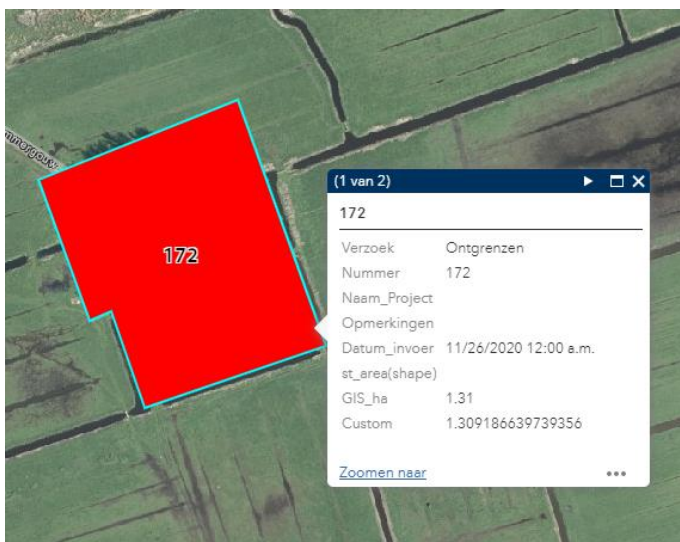 172
(1 van 2)
172
Verzoek Ontgrenzen
Nummer 172
Naam_Project
Opmerkingen
Datum_invoer 11/26/2020 12:00 a.m.
st_area(shape)
GIS_ha 1.31
Custom 1.309186639739356
Zoomen naar